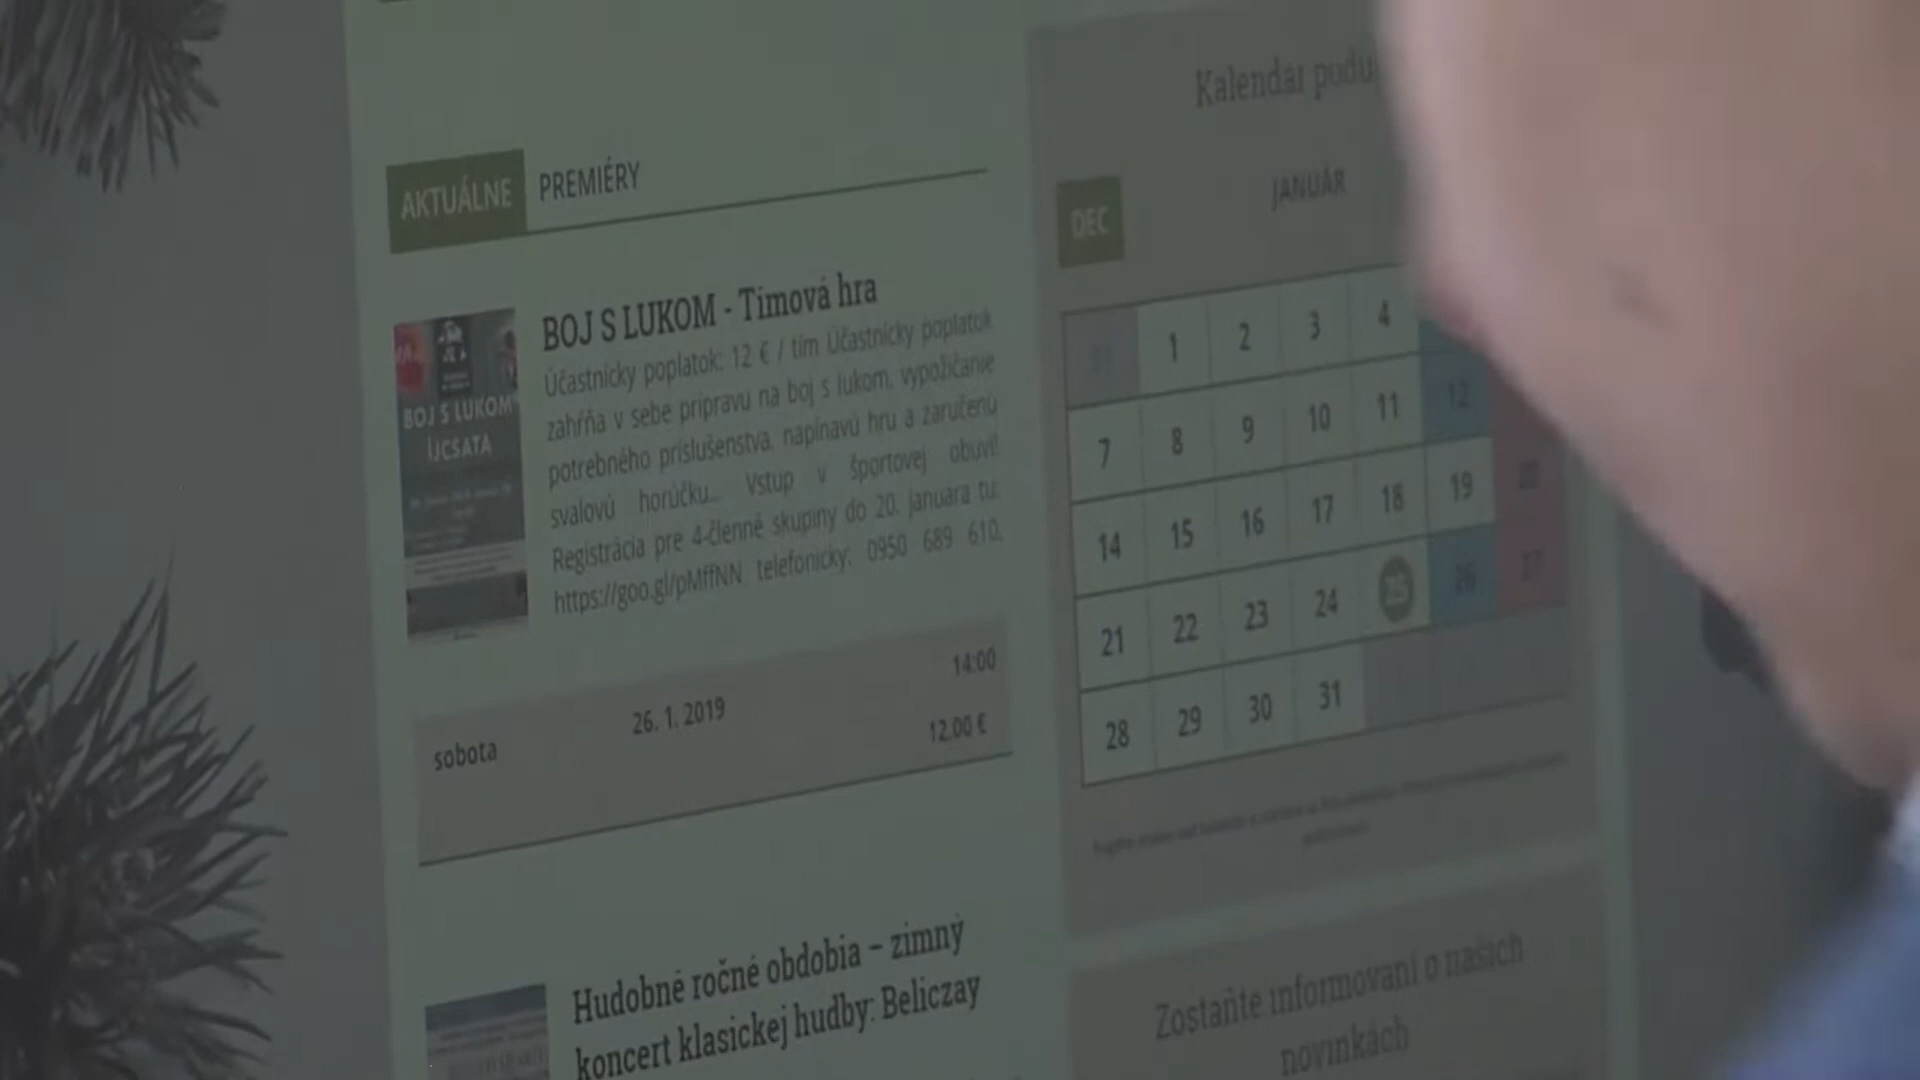 AKTUÁLNE PREMIÉRY
BOJ S LUKOM - Tímová hra
Účastnícky poplatok: 12 € / tím Účastnícky poplatok
zahŕňa v sebe prípravu na boj s lukom, vypožičanie
potrebného príslušenstva, napínavú hru a zaručenú
svalovú horúčku... Vstup v športovej obuvi!
Registrácia pre 4-členné skupiny do 20. januára tu:
https://goo.gl/pMffNN telefonicky: 0950 689 610,
BOJ S LUKOM
ÍJCSATA
sobota 26. 1. 2019 14:00
12.00 €
Hudobné ročné obdobia – zimný
koncert klasickej hudby: Beliczay
Kalendár podu
DEC JANUÁR
31 1 2 3 4
7 8 9 10 11 12
14 15 16 17 18 19 20
21 22 23 24 25 26 27
28 29 30 31
Zostaňte informovaní o našich
novinkách